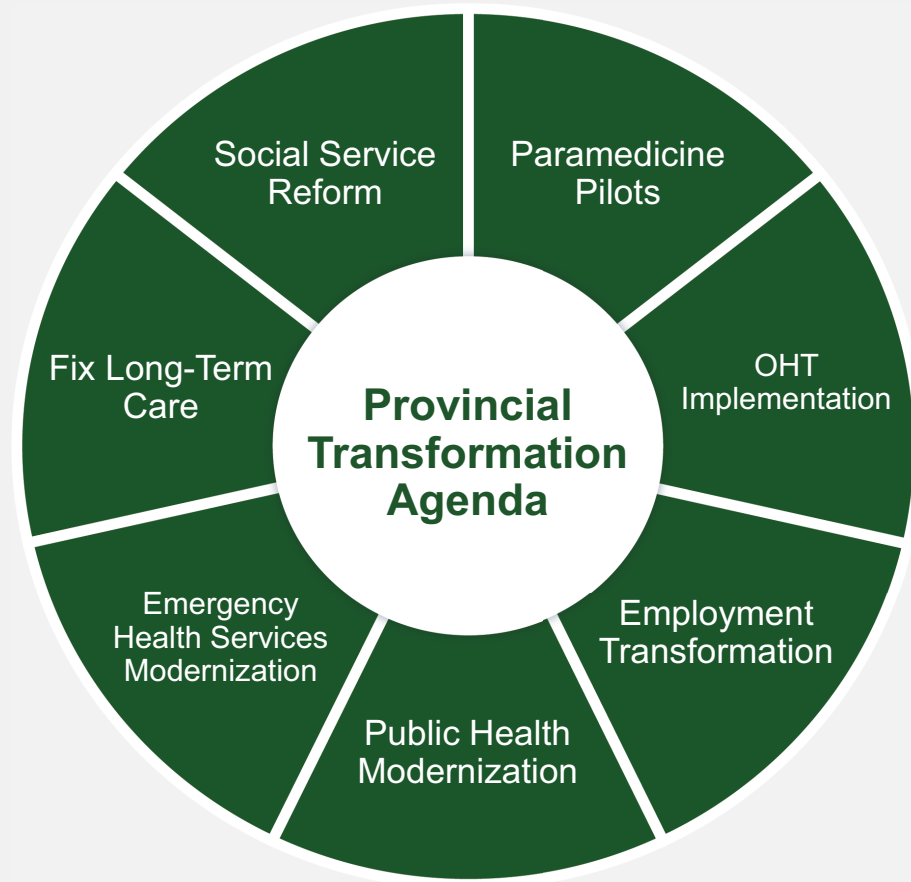 Social Service
Reform
Paramedicine
Pilots
Fix Long-Term
Care
OHT
Implementation
Provincial
Transformation
Agenda
Emergency
Health Services
Modernization
Employment
Transformation
Public Health
Modernization